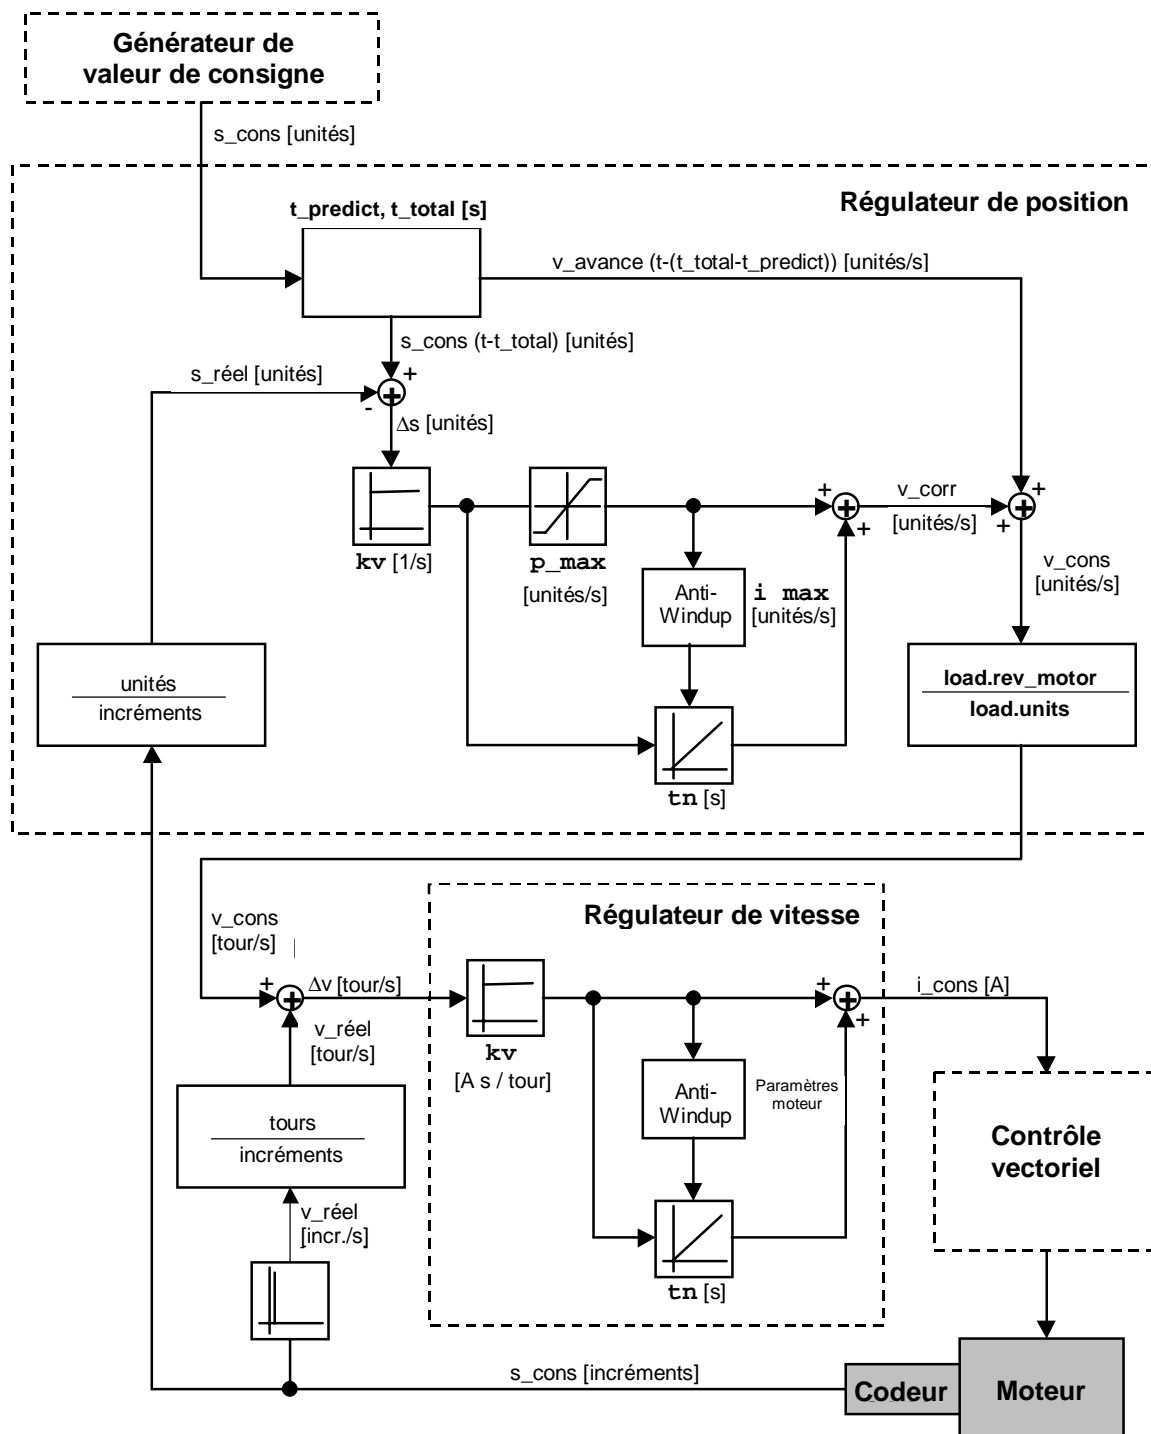 Générateur de
valeur de consigne
s_cons [unités]
Régulateur de position
t_predict, t_total [s]
v_avance (t-(t_total-t_predict)) [unités/s]
s_cons (t-t_total) [unités]
s_réel [unités]
+
+
-
Δs [unités]
kv [1/s]
p_max
[unités/s]
+
+
+
v_corr
[unités/s]
+
+
+
v_cons
[unités/s]
Anti-
Windup
i max
[unités/s]
unités
incréments
load.rev_motor
load.units
tn [s]
v_cons
[tour/s]
Régulateur de vitesse
+
+
Δv [tour/s]
v_réel
[tour/s]
kv
[A s / tour]
+
+
+
i_cons [A]
Anti-
Windup
Paramètres
moteur
tours
incréments
Contrôle
vectoriel
v_réel
[incr./s]
tn [s]
s_cons [incréments]
Codeur
Moteur